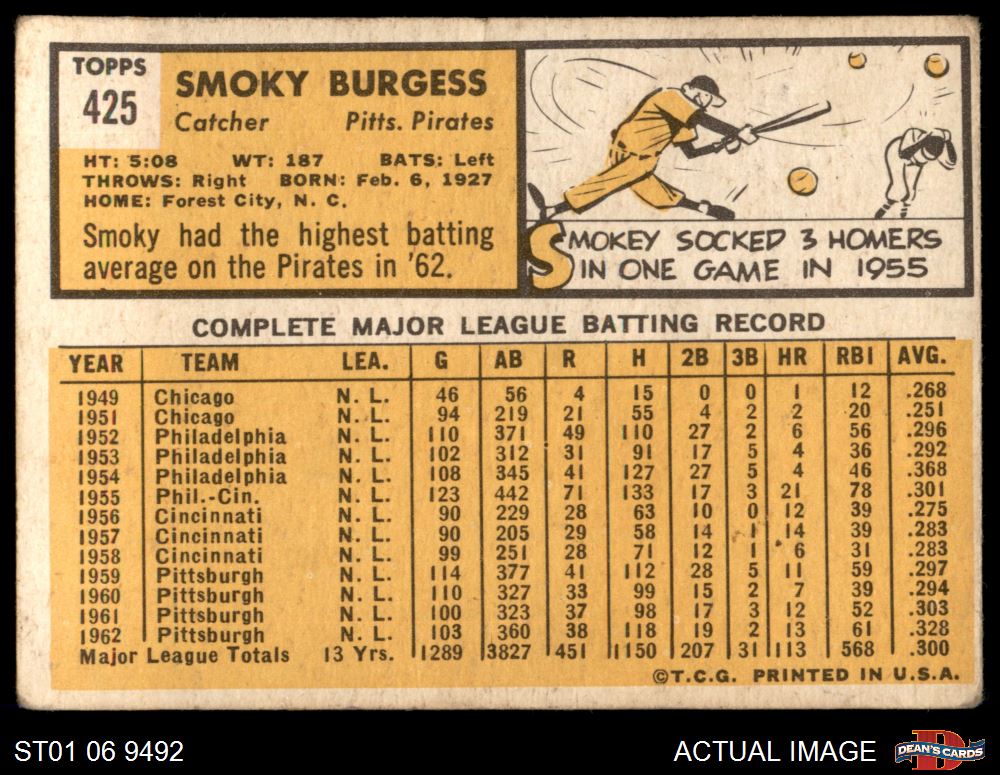 TOPPS
425
SMOKY BURGESS
Catcher Pitts. Pirates
HT: 5:08 WT: 187 BATS: Left
THROWS: Right BORN: Feb. 6, 1927
HOME: Forest City, N. C.
Smoky had the highest batting
average on the Pirates in '62.
SMOKEY SOCKED 3 HOMERS
IN ONE GAME IN 1955
COMPLETE MAJOR LEAGUE BATTING RECORD
YEAR TEAM LEA. G AB R H 2B 3B HR RBI AVG.
1949 Chicago N. L. 46 56 4 15 0 0 1 12 .268
1951 Chicago N. L. 94 219 21 55 4 2 2 20 .251
1952 Philadelphia N. L. 110 371 49 110 27 2 6 56 .296
1953 Philadelphia N. L. 102 312 31 91 17 5 4 36 .292
1954 Philadelphia N. L. 108 345 41 127 27 5 4 46 .368
1955 Phil.-Cin. N. L. 123 442 71 133 17 3 21 78 .301
1956 Cincinnati N. L. 90 229 28 63 10 0 12 39 .275
1957 Cincinnati N. L. 90 205 29 58 14 1 14 39 .283
1958 Cincinnati N. L. 99 251 28 71 12 1 6 31 .283
1959 Pittsburgh N. L. 114 377 41 112 28 5 11 59 .297
1960 Pittsburgh N. L. 110 327 33 99 15 2 7 39 .294
1961 Pittsburgh N. L. 100 323 37 98 17 3 12 52 .303
1962 Pittsburgh N. L. 103 360 38 118 19 2 13 61 .328
Major League Totals 13 Yrs. 1289 3827 451 1150 207 31 113 568 .300
©T.C.G. PRINTED IN U.S.A.
ST01 06 9492 ACTUAL IMAGE DEAN'S CARDS